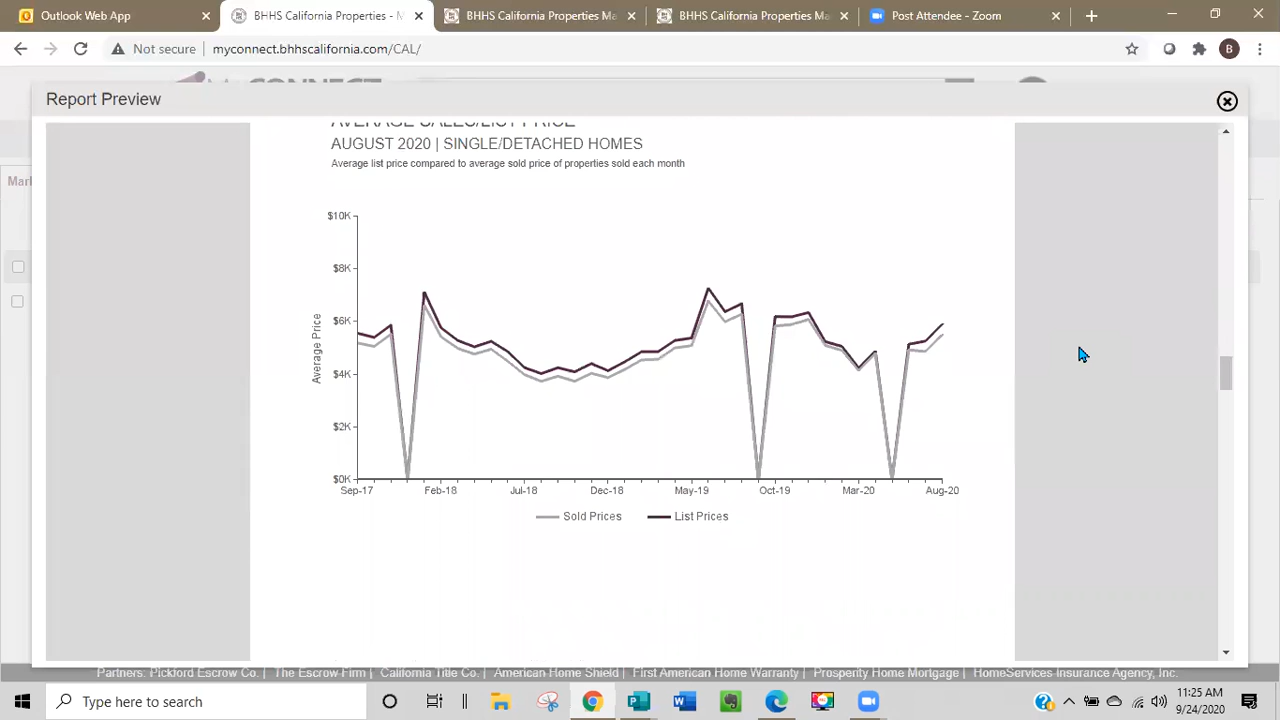 Outlook Web App
BHHS California Properties - M
BHHS California Properties Ma
BHHS California Properties Ma
Post Attendee - Zoom
Not secure
myconnect.bhhscalifornia.com/CAL/
B
Report Preview
AVERAGE SALES/LIST PRICE
AUGUST 2020 | SINGLE/DETACHED HOMES
Average list price compared to average sold price of properties sold each month
Mark
$10K
$8K
$6K
$4K
$2K
$0K
Average Price
Sep-17 Feb-18 Jul-18 Dec-18 May-19 Oct-19 Mar-20 Aug-20
Sold Prices List Prices
Partners: Pickford Escrow Co. | The Escrow Firm | California Title Co. | American Home Shield | First American Home Warranty | Prosperity Home Mortgage | HomeServices Insurance Agency, Inc.
Type here to search
11:25 AM
9/24/2020